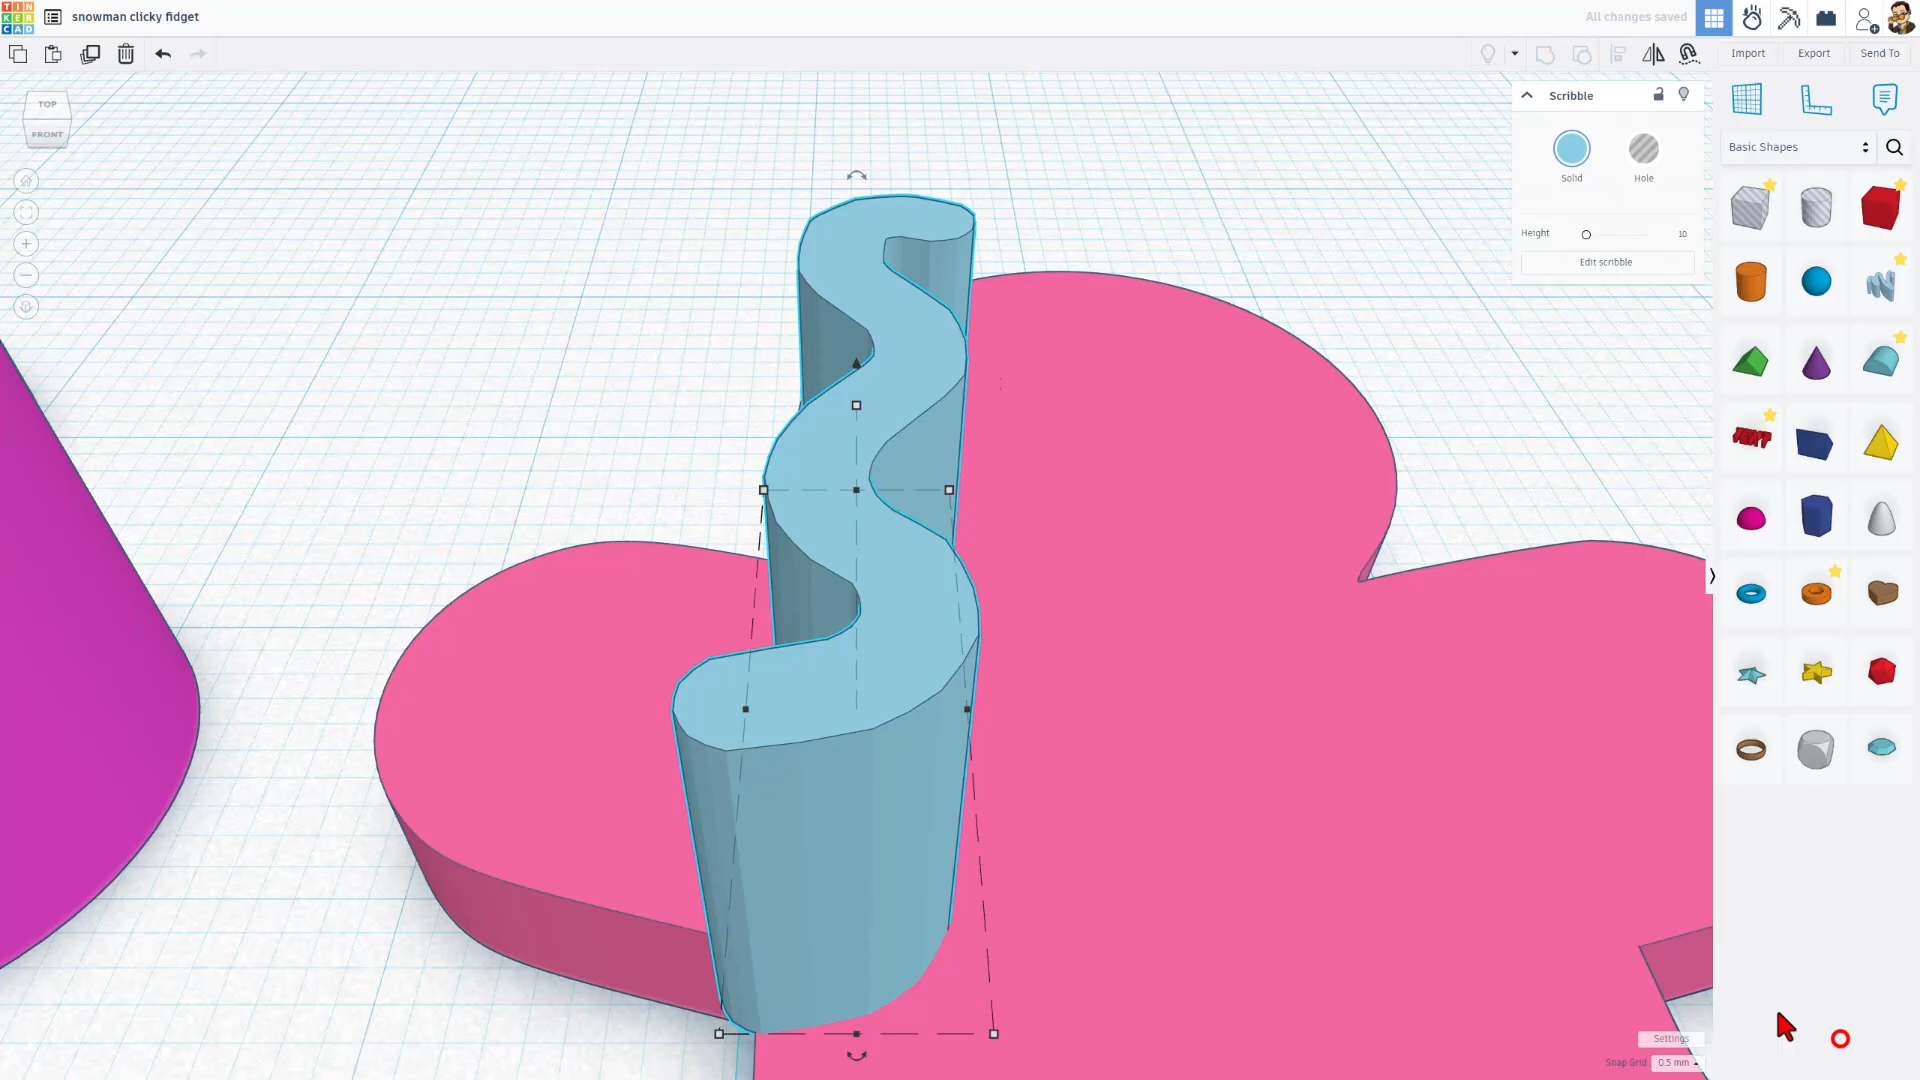 TIN
KER
CAD
snowman clicky fidget
All changes saved
Import
Export
Send To
TOP
FRONT
Scribble
Solid
Hole
Height
10
Edit scribble
Basic Shapes
TEXT
Settings
Snap Grid
0.5 mm